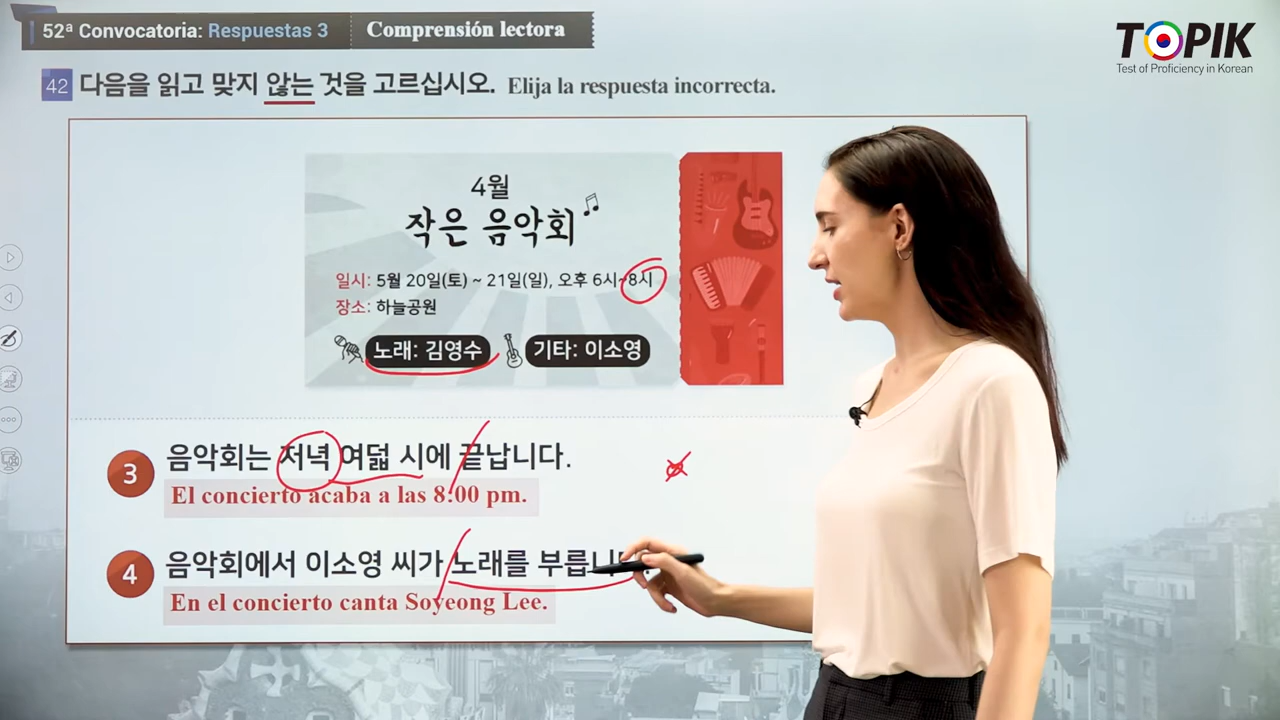 52ª Convocatoria: Respuestas 3
Comprensión lectora
TOPIK
Test of Proficiency in Korean
42 다음을 읽고 맞지 않는 것을 고르십시오. Elija la respuesta incorrecta.
4월
작은 음악회
일시: 5월 20일(토) ~ 21일(일), 오후 6시~8시
장소: 하늘공원
노래: 김영수
기타: 이소영
3 음악회는 저녁 여덟 시에 끝납니다.
El concierto acaba a las 8:00 pm.
4 음악회에서 이소영 씨가 노래를 부릅니
En el concierto canta Soyeong Lee.